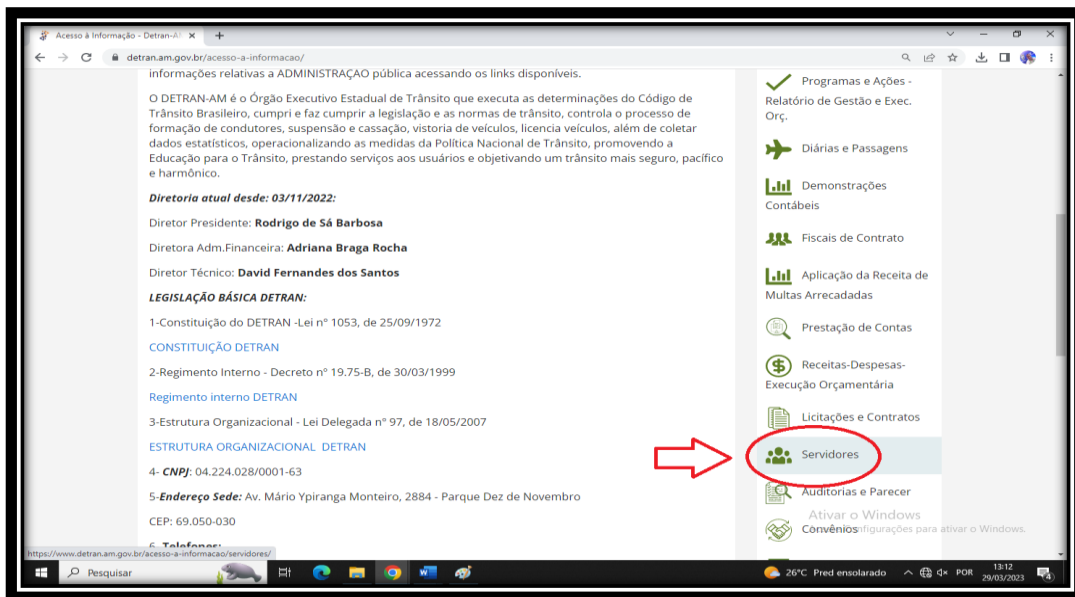 Acesso à Informação - Detran-A
detran.am.gov.br/acesso-a-informacao/
informações relativas a ADMINISTRAÇAO pública acessando os links disponíveis.
O DETRAN-AM é o Órgão Executivo Estadual de Trânsito que executa as determinações do Código de
Trânsito Brasileiro, cumpri e faz cumprir a legislação e as normas de trânsito, controla o processo de
formação de condutores, suspensão e cassação, vistoria de veículos, licencia veículos, além de coletar
dados estatísticos, operacionalizando as medidas da Política Nacional de Trânsito, promovendo a
Educação para o Trânsito, prestando serviços aos usuários e objetivando um trânsito mais seguro, pacífico
e harmônico.
Diretoria atual desde: 03/11/2022:
Diretor Presidente: Rodrigo de Sá Barbosa
Diretora Adm.Financeira: Adriana Braga Rocha
Diretor Técnico: David Fernandes dos Santos
LEGISLAÇÃO BÁSICA DETRAN:
1-Constituição do DETRAN -Lei nº 1053, de 25/09/1972
CONSTITUIÇÃO DETRAN
2-Regimento Interno - Decreto nº 19.75-B, de 30/03/1999
Regimento interno DETRAN
3-Estrutura Organizacional - Lei Delegada nº 97, de 18/05/2007
ESTRUTURA ORGANIZACIONAL DETRAN
4- CNPJ: 04.224.028/0001-63
5-Endereço Sede: Av. Mário Ypiranga Monteiro, 2884 - Parque Dez de Novembro
CEP: 69.050-030
6- Telefones:
Programas e Ações -
Relatório de Gestão e Exec.
Orç.
Diárias e Passagens
Demonstrações
Contábeis
Fiscais de Contrato
Aplicação da Receita de
Multas Arrecadadas
Prestação de Contas
Receitas-Despesas-
Execução Orçamentária
Licitações e Contratos
Servidores
Auditorias e Parecer
Convênios
Ativar o Windows
configurações para ativar o Windows.
https://www.detran.am.gov.br/acesso-a-informacao/servidores/
Pesquisar
26°C Pred ensolarado
POR
13:12
29/03/2023
4